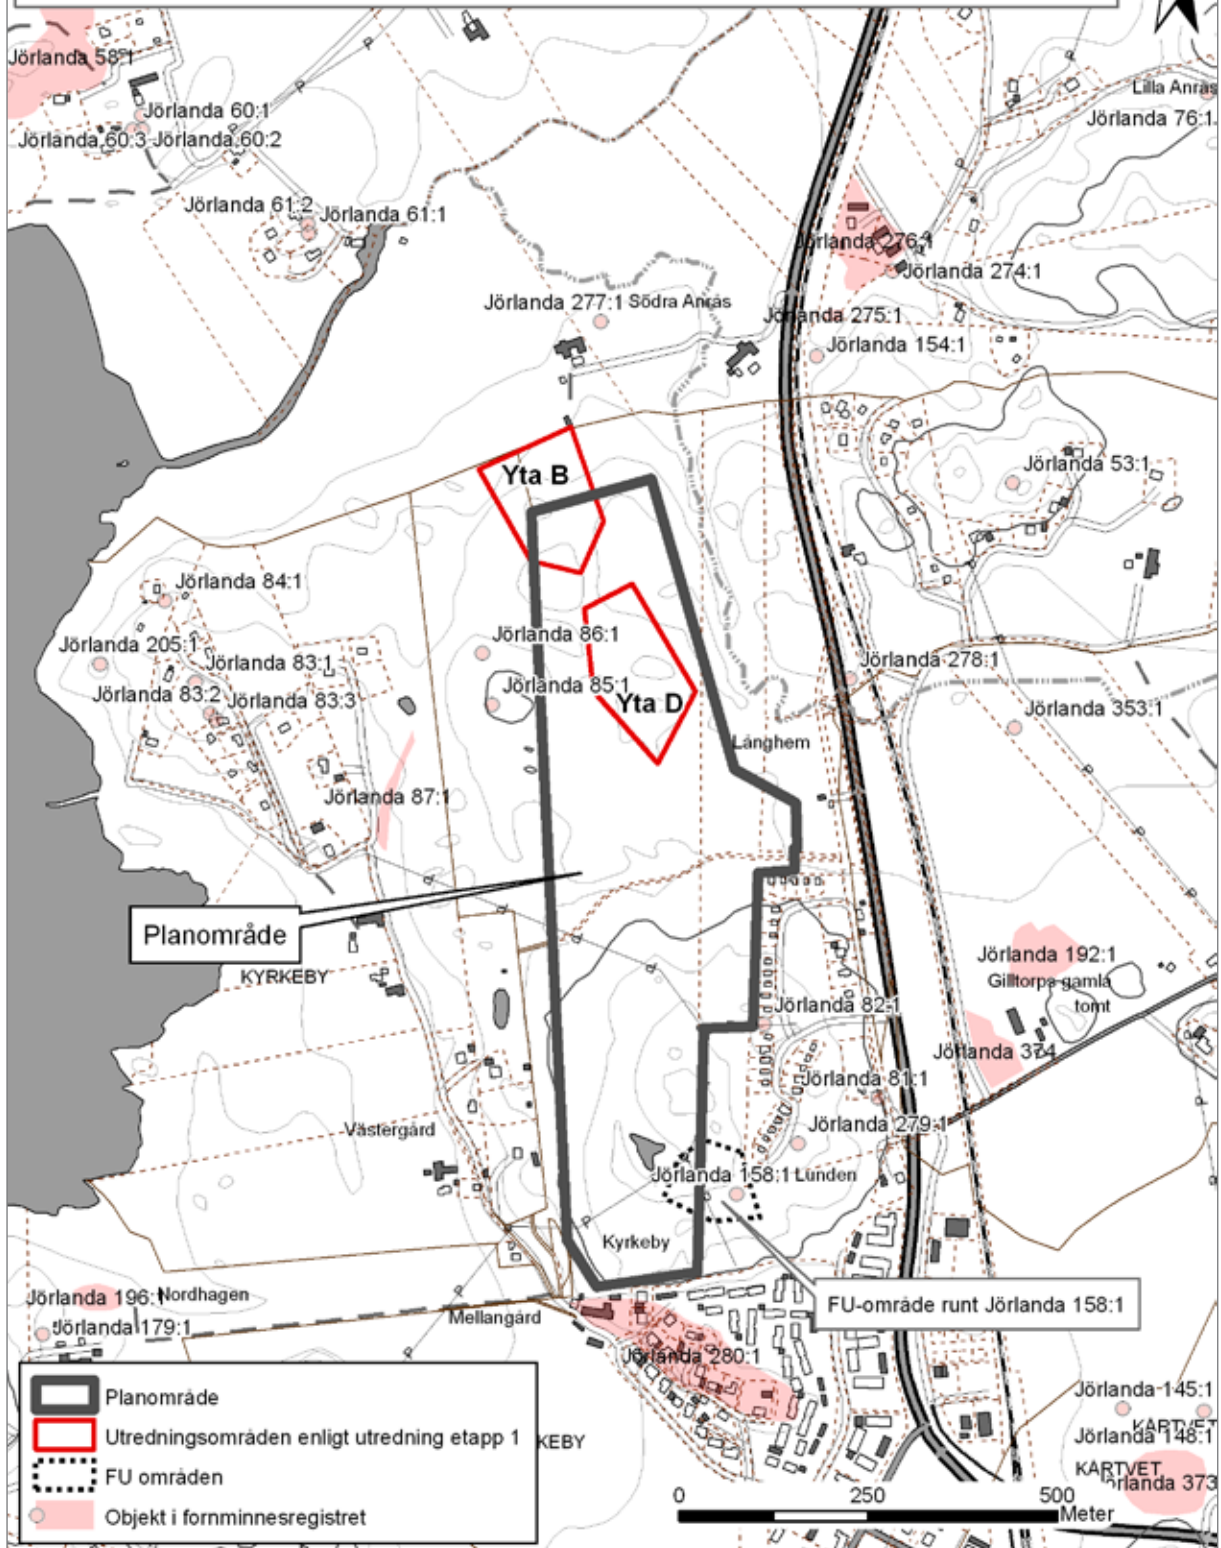 Jörlanda 58:1
Jörlanda 60:1
Jörlanda 60:3
Jörlanda 60:2
Lilla Anrås
Jörlanda 76:1
Jörlanda 61:2
Jörlanda 61:1
Jörlanda 276:1
Jörlanda 274:1
Jörlanda 277:1
Södra Anrås
Jörlanda 275:1
Jörlanda 154:1
Yta B
Jörlanda 53:1
Jörlanda 84:1
Jörlanda 86:1
Jörlanda 205:1
Jörlanda 83:1
Jörlanda 278:1
Jörlanda 83:2
Jörlanda 83:3
Jörlanda 85:1
Yta D
Jörlanda 353:1
Långhem
Jörlanda 87:1
Planområde
Jörlanda 192:1
KYRKEBY
Gilltorps gamla
tomt
Jörlanda 82:1
Jörlanda 374
Jörlanda 81:1
Jörlanda 279:1
Västergård
Jörlanda 158:1
Lunden
Kyrkeby
Jörlanda 196:1
Nordhagen
FU-område runt Jörlanda 158:1
Mellangård
Jörlanda 179:1
Jörlanda 280:1
Planområde
Jörlanda 145:1
Utredningsområden enligt utredning etapp 1
KEBY
KARTVET
Jörlanda 148:1
FU områden
KARTVET
Jörlanda 373
Objekt i fornminnesregistret
0 250 500
Meter